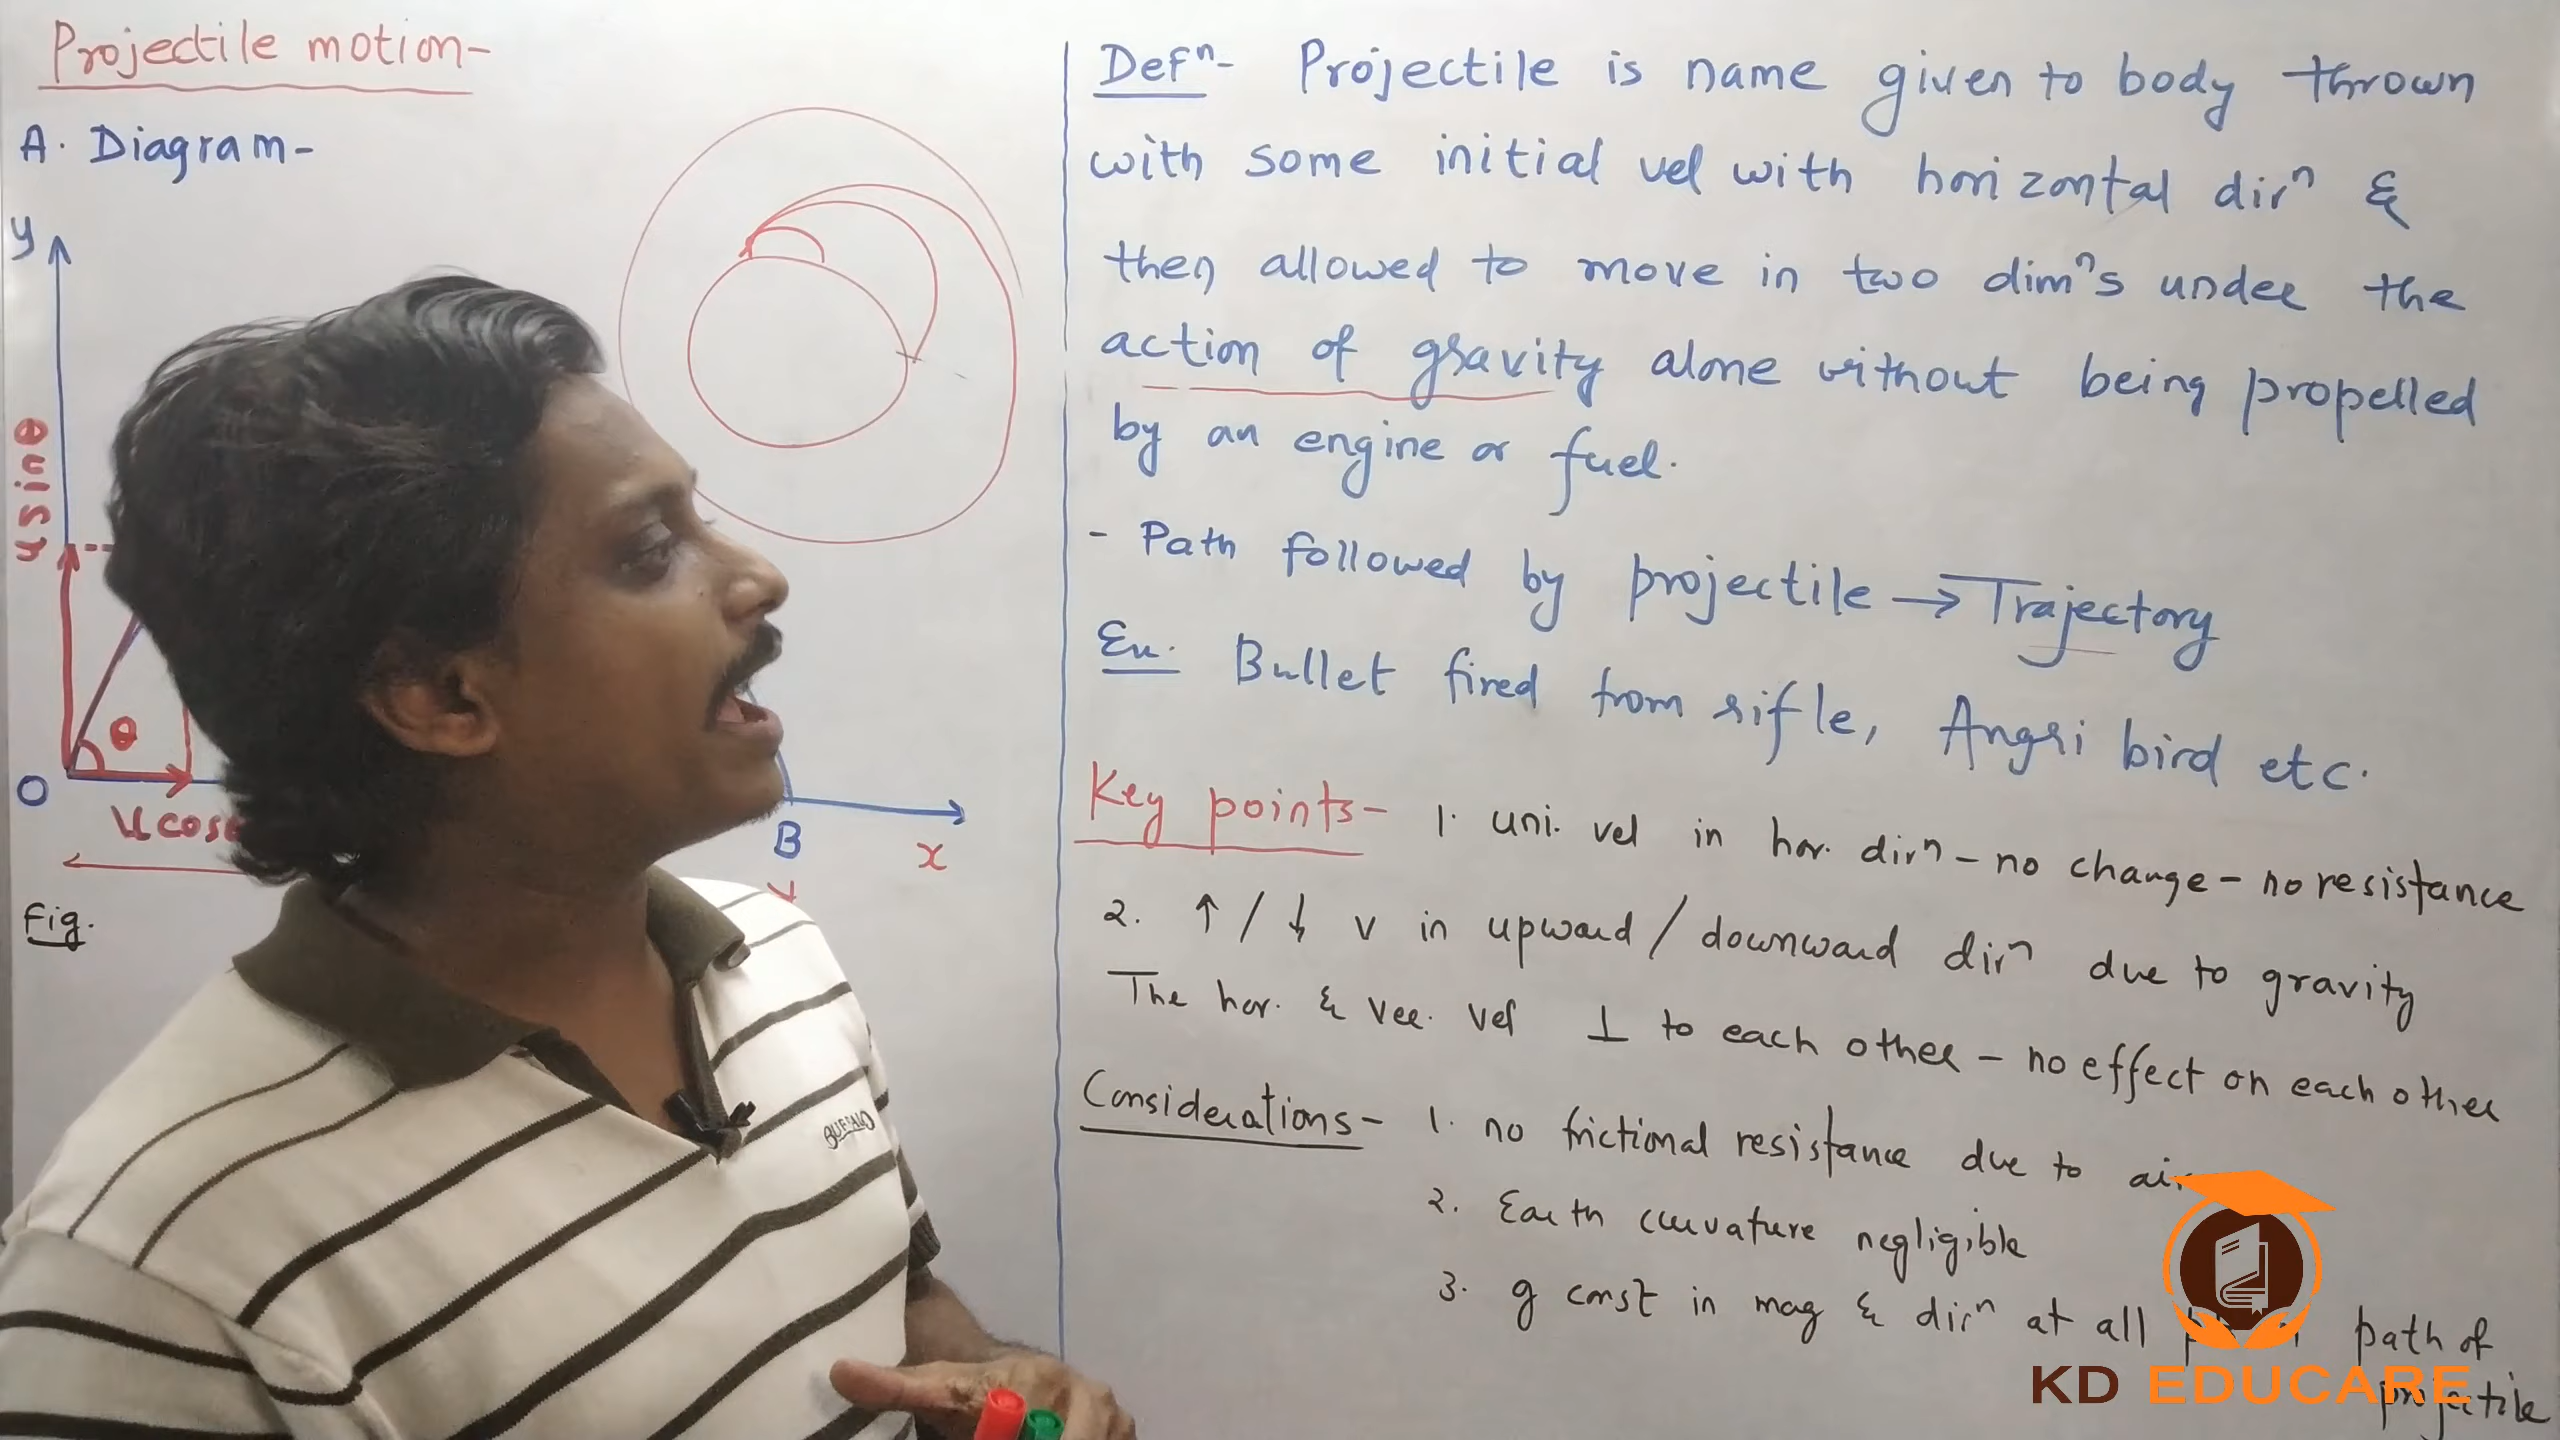 Projectile motion-
A. Diagram-
y
u sinθ
θ
O
B
x
Fig.
Defⁿ- Projectile is name given to body thrown
with some initial vel with horizontal dirⁿ &
then allowed to move in two dimⁿs under the
action of gravity alone without being propelled
by an engine or fuel.
- Path followed by projectile → Trajectory
Ex. Bullet fired from rifle, Angri bird etc.
Key points- 1. uni. vel in hor. dirⁿ - no change - no resistance
2. ↑ / ↓ v in upward / downward dirⁿ due to gravity
The hor. & ver. vel ⊥ to each other - no effect on each other
Considerations- 1. no frictional resistance due to air
2. Earth curvature negligible
3. g const in mag & dirⁿ at all path of
projectile
BUFFALO
KD EDUCARE